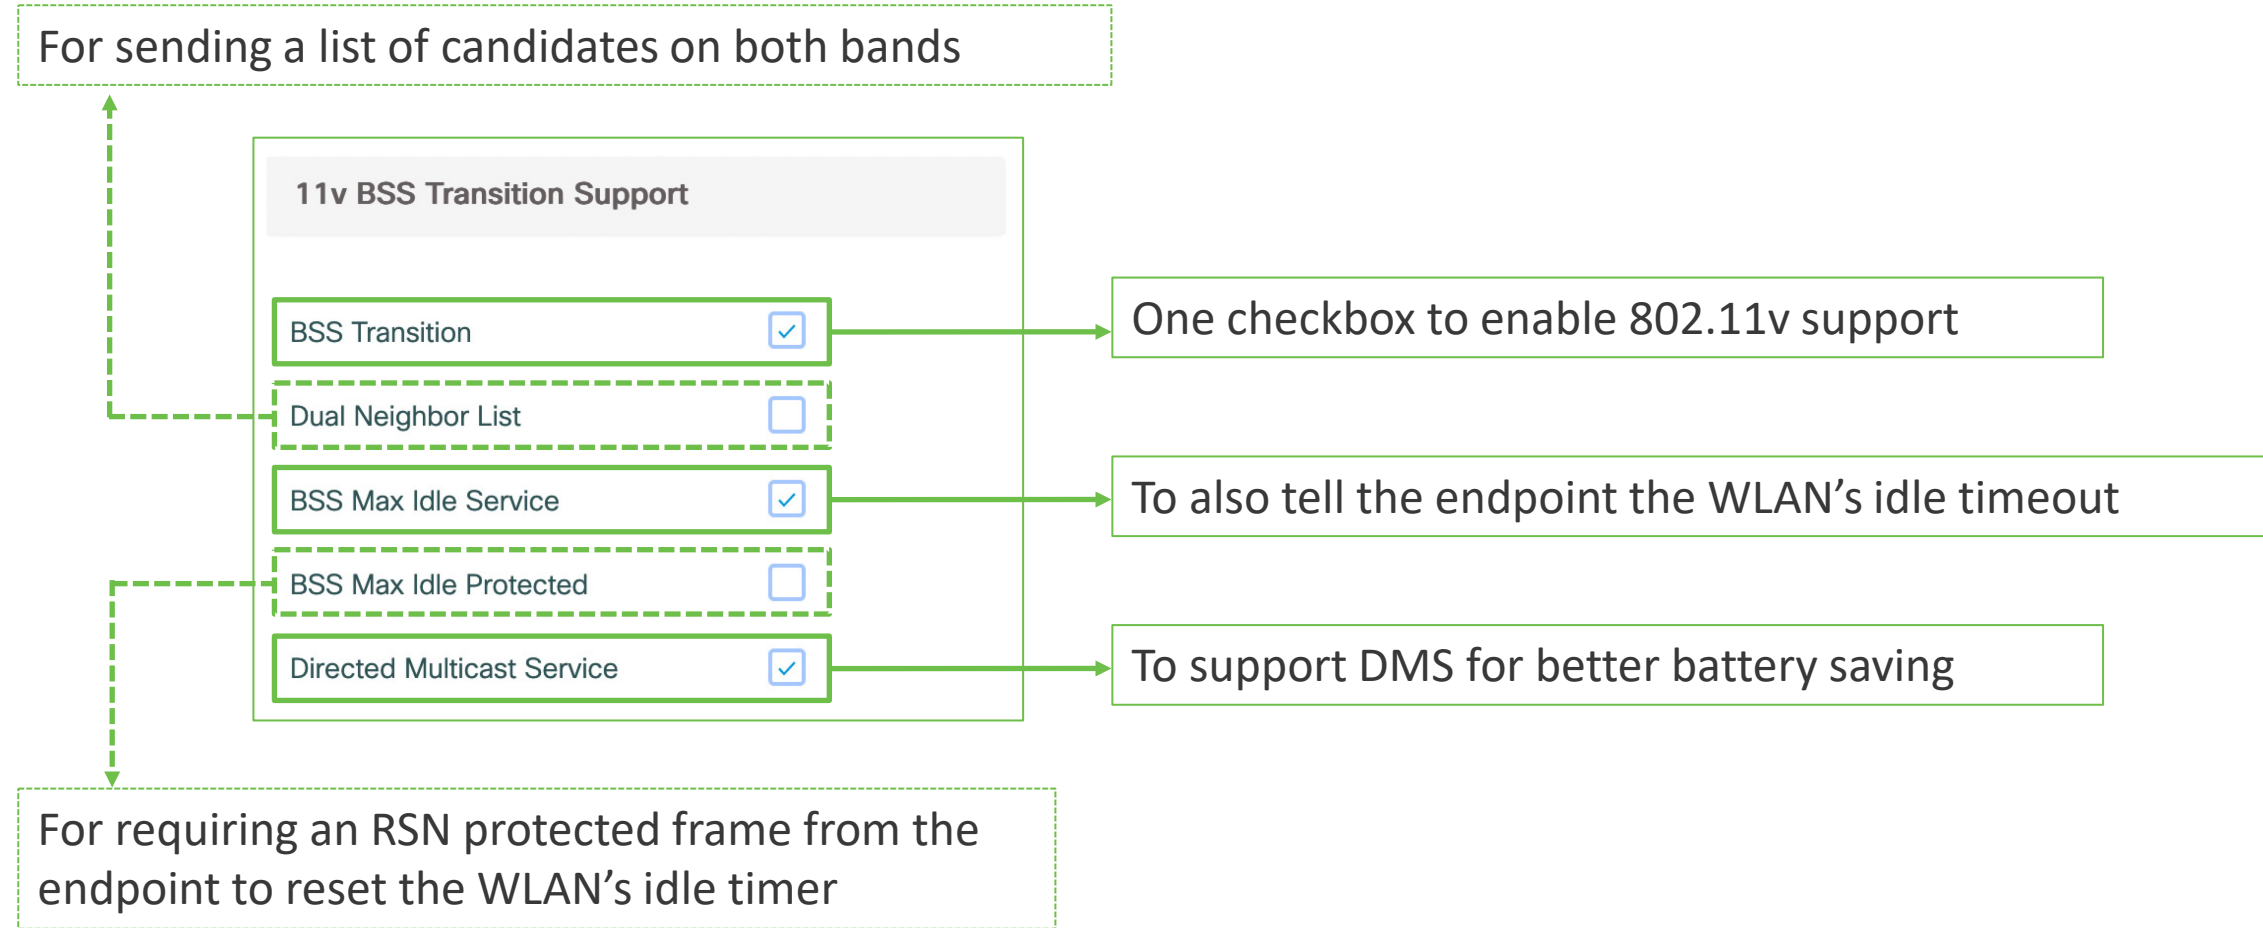 For sending a list of candidates on both bands
11v BSS Transition Support
BSS Transition
One checkbox to enable 802.11v support
Dual Neighbor List
BSS Max Idle Service
To also tell the endpoint the WLAN’s idle timeout
BSS Max Idle Protected
Directed Multicast Service
To support DMS for better battery saving
For requiring an RSN protected frame from the
endpoint to reset the WLAN’s idle timer